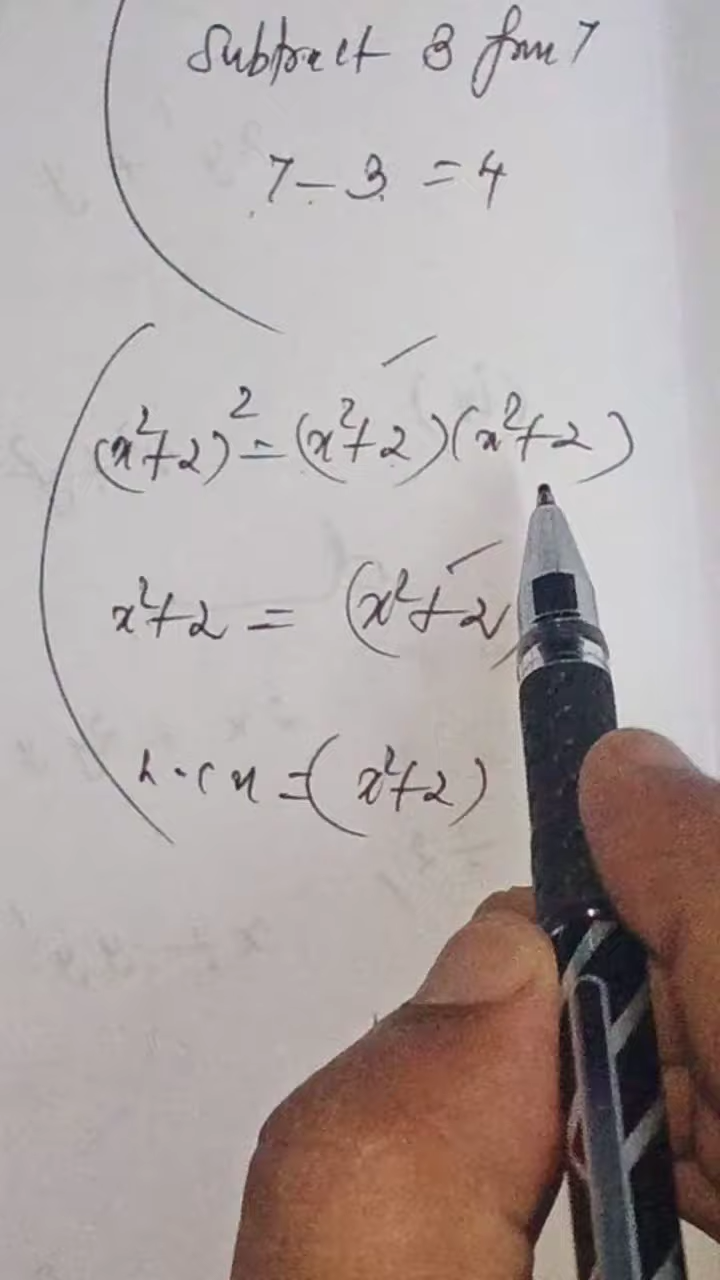 Subtract 3 from 7
7 - 3 = 4
(x²+2)² = (x²+2)(x²+2)
x²+2 = (x²+2)
L.CM = (x²+2)